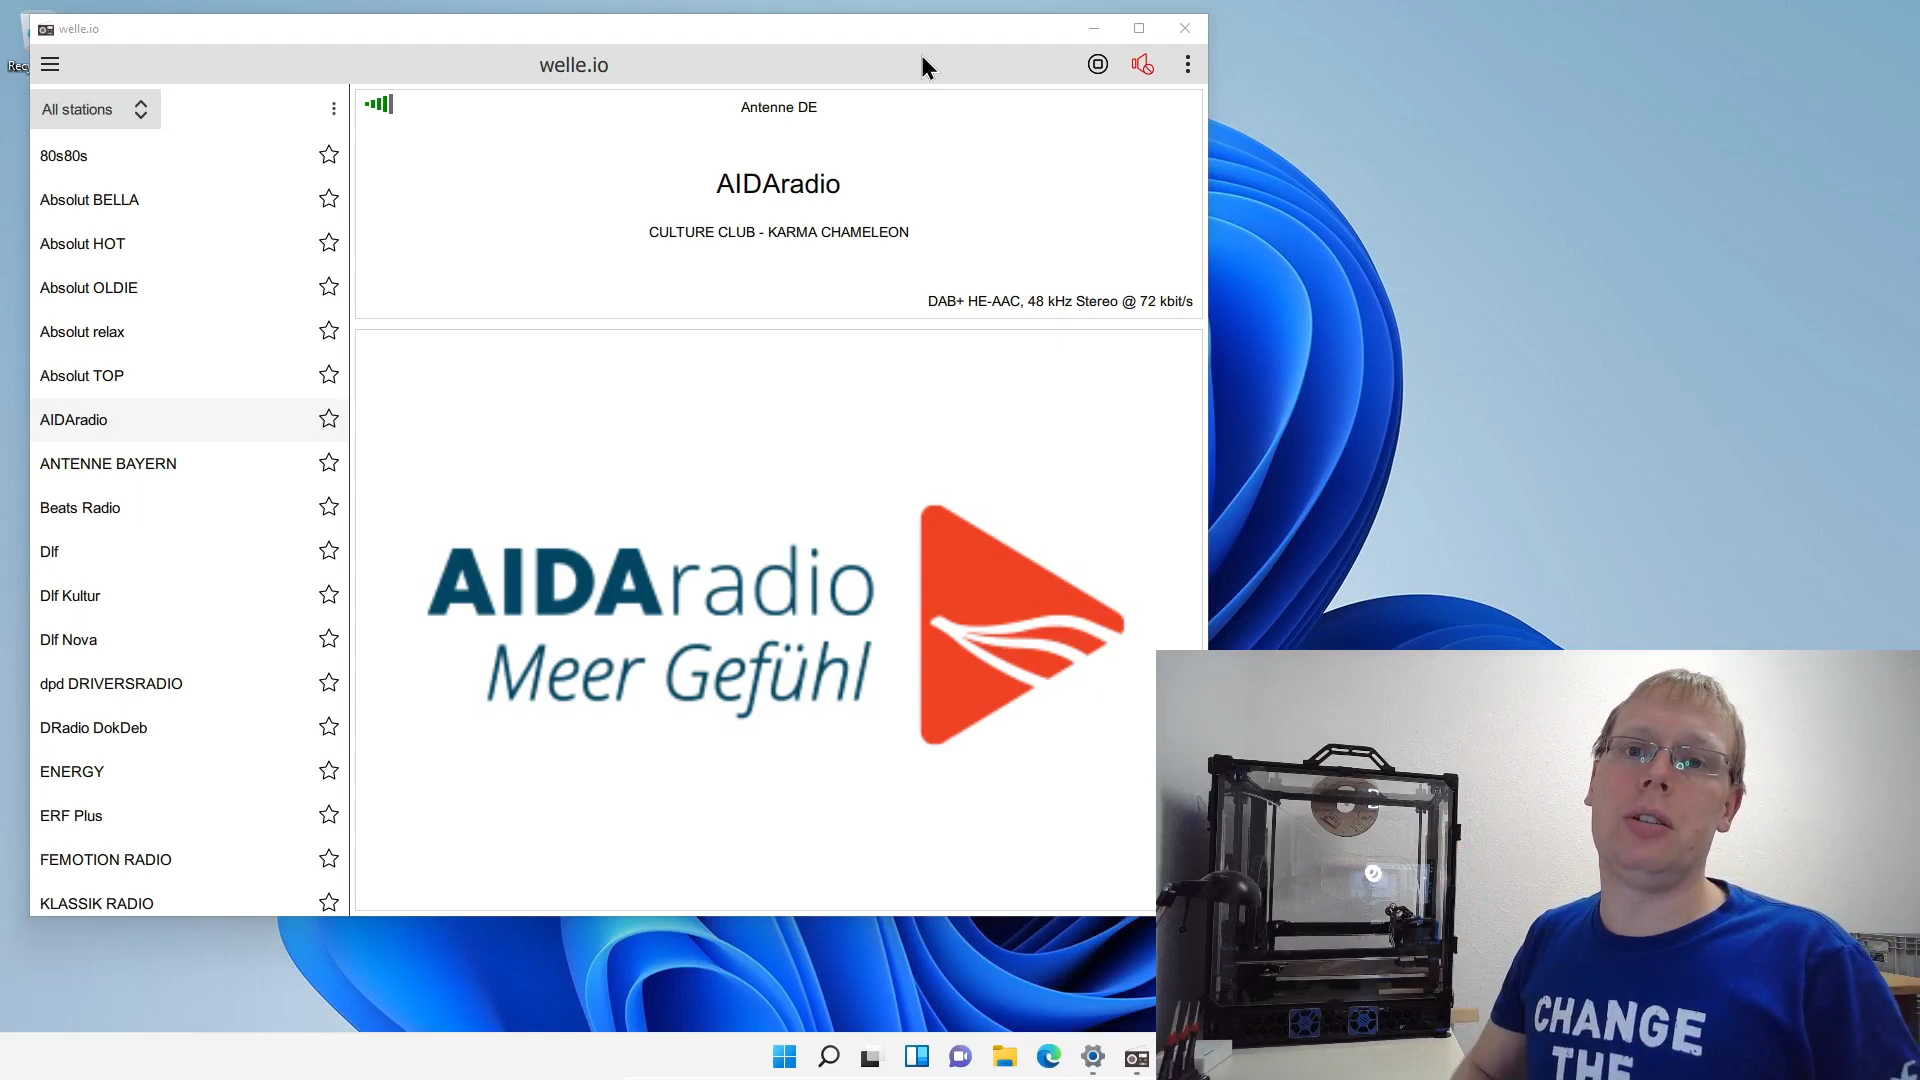 welle.io
Recy
welle.io
All stations
80s80s
Absolut BELLA
Absolut HOT
Absolut OLDIE
Absolut relax
Absolut TOP
AIDAradio
ANTENNE BAYERN
Beats Radio
Dlf
Dlf Kultur
Dlf Nova
dpd DRIVERSRADIO
DRadio DokDeb
ENERGY
ERF Plus
FEMOTION RADIO
KLASSIK RADIO
Antenne DE
AIDAradio
CULTURE CLUB - KARMA CHAMELEON
DAB+ HE-AAC, 48 kHz Stereo @ 72 kbit/s
AIDAradio
Meer Gefühl
CHANGE
THE